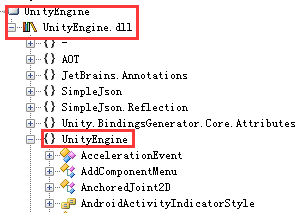 UnityEngine
UnityEngine.dll
{} -
{} AOT
{} JetBrains.Annotations
{} SimpleJson
{} SimpleJson.Reflection
{} Unity.BindingsGenerator.Core.Attributes
{} UnityEngine
AccelerationEvent
AddComponentMenu
AnchoredJoint2D
AndroidActivityIndicatorStyle